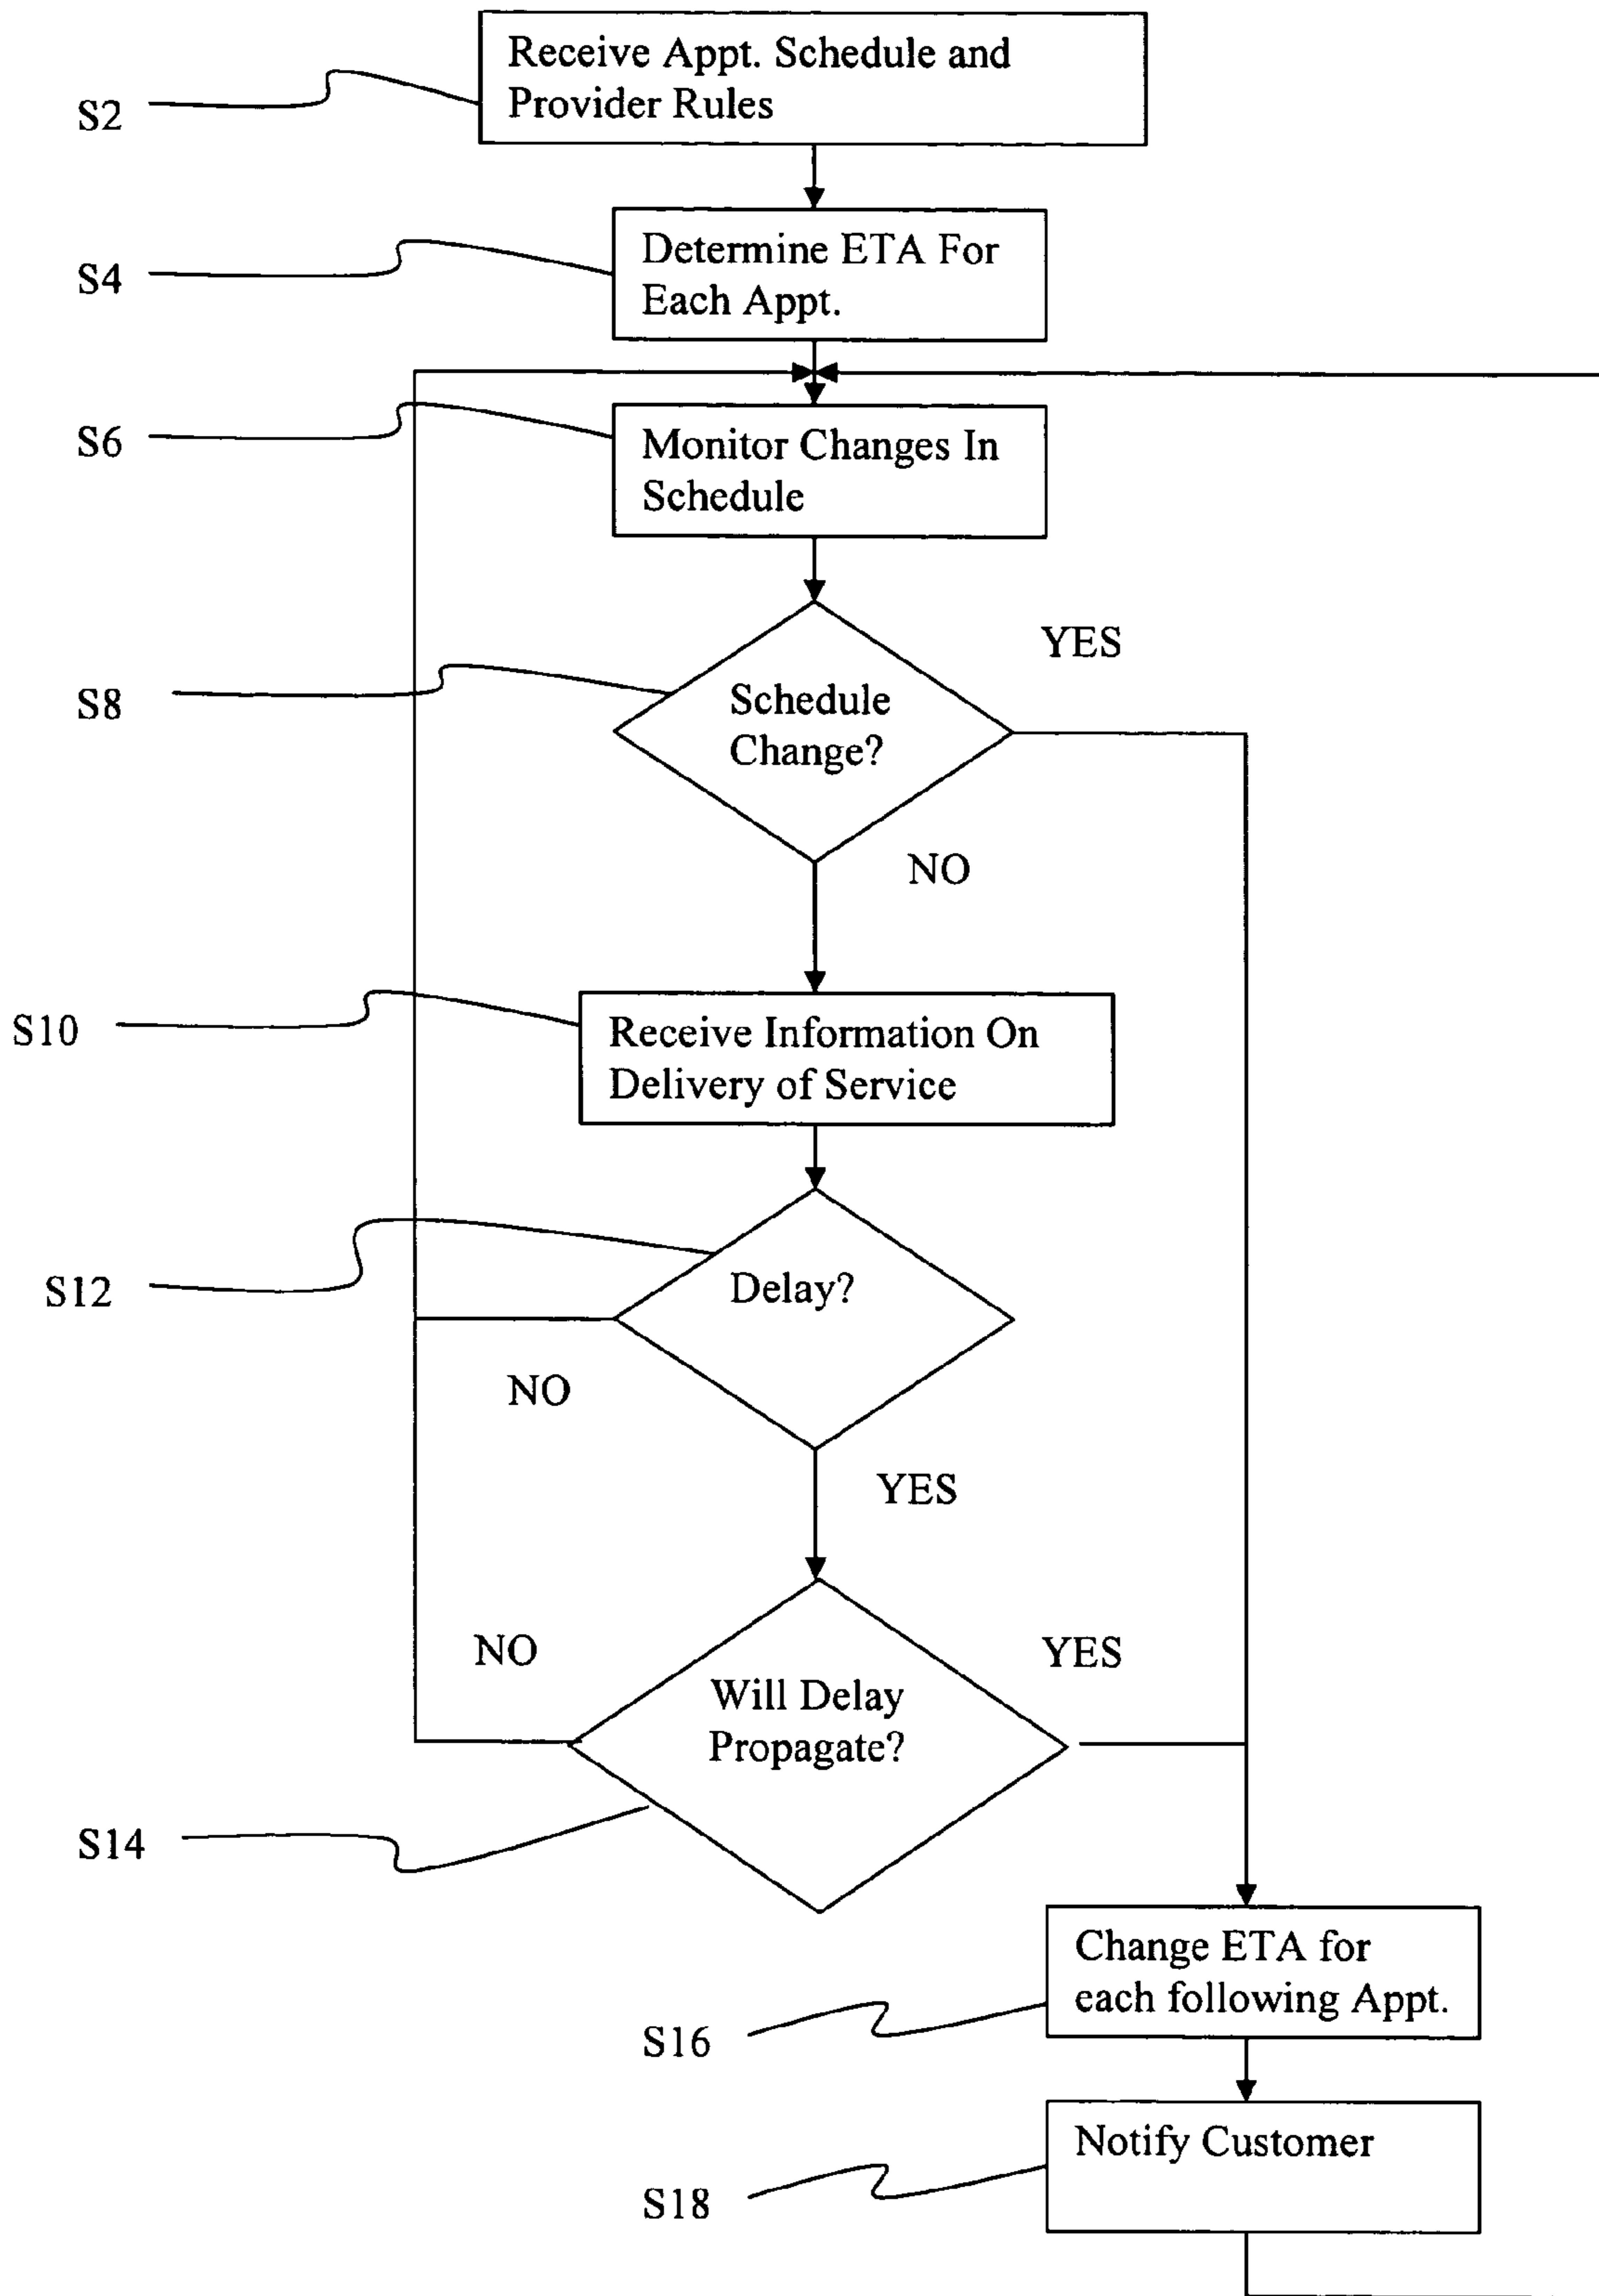 Receive Appt. Schedule and
Provider Rules
S2
Determine ETA For
Each Appt.
S4
Monitor Changes In
Schedule
S6
YES
Schedule
Change?
S8
NO
Receive Information On
Delivery of Service
S10
Delay?
S12
NO
YES
NO
YES
Will Delay
Propagate?
S14
Change ETA for
each following Appt.
S16
Notify Customer
S18